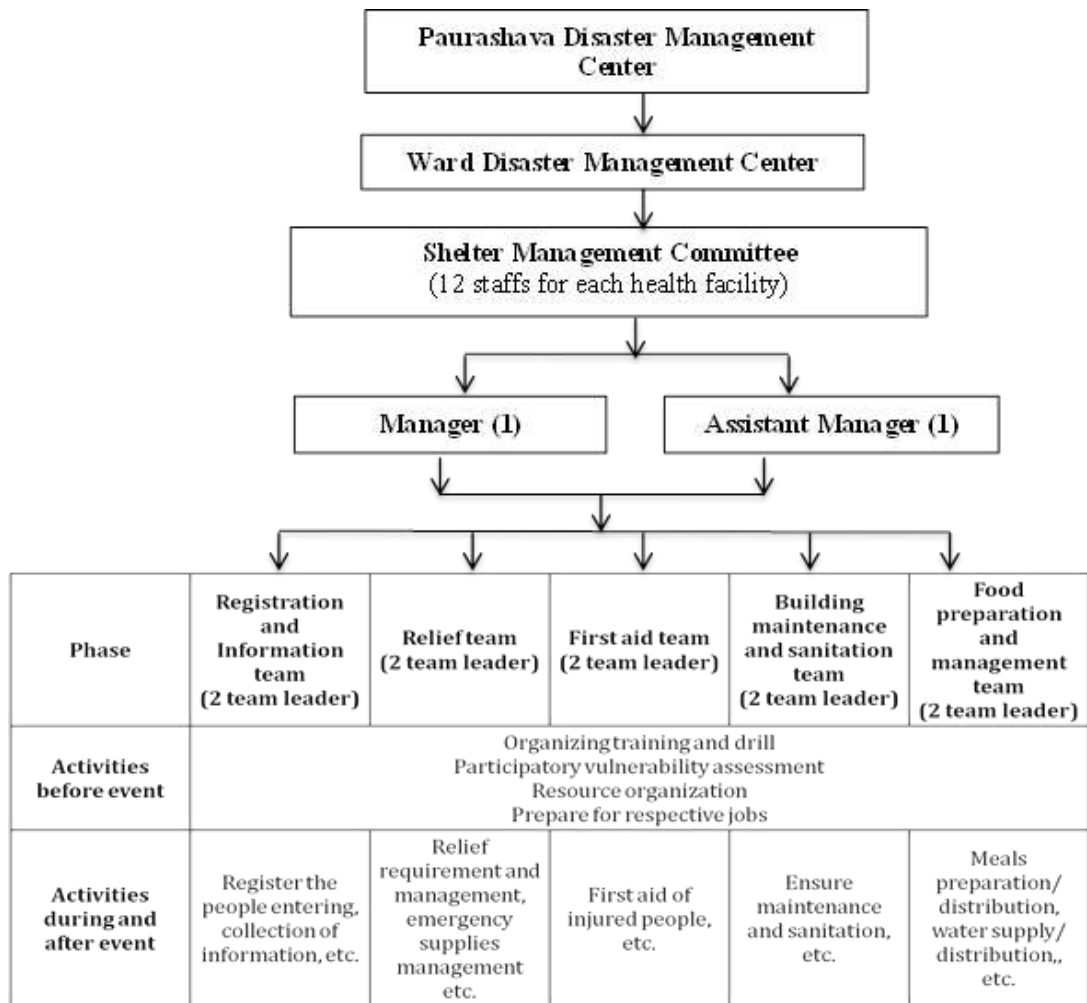 Paurashava Disaster Management
Center
Ward Disaster Management Center
Shelter Management Committee
(12 staffs for each health facility)
Manager (1)
Assistant Manager (1)
Phase
Registration
and
Information
team
(2 team leader)
Relief team
(2 team leader)
First aid team
(2 team leader)
Building
maintenance
and sanitation
team
(2 team leader)
Food
preparation
and
management
team
(2 team leader)
Activities
before event
Organizing training and drill
Participatory vulnerability assessment
Resource organization
Prepare for respective jobs
Activities
during and
after event
Register the
people entering,
collection of
information, etc.
Relief
requirement and
management,
emergency
supplies
management
etc.
First aid of
injured people,
etc.
Ensure
maintenance
and sanitation,
etc.
Meals
preparation/
distribution,
water supply/
distribution,,
etc.